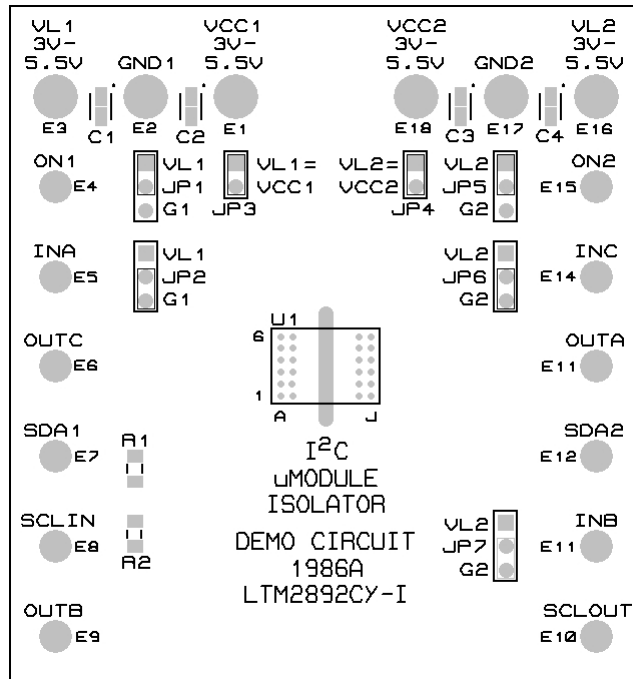 VL1 VCC1 VCC2 VL2
3V- 3V- 3V- 3V-
5.5V GND1 5.5V 5.5V GND2 5.5V
E3 C1 E2 C2 E1 E18 C3 E17 C4 E16
ON1 VL1 VL1= VL2= VL2 ON2
E4 JP1 VCC1 VCC2 JP5 E15
G1 JP3 JP4 G2
INA VL1 VL2 INC
E5 JP2 JP6 E14
G1 G2
U1
OUTC 6 OUTA
E6 E11
1
A J
SDA1 R1 I²C SDA2
E7 E12
uMODULE
ISOLATOR
SCLIN VL2 INB
E8 DEMO CIRCUIT JP7 E11
R2 1986A G2
LTM2892CY-I
OUTB SCLOUT
E9 E10